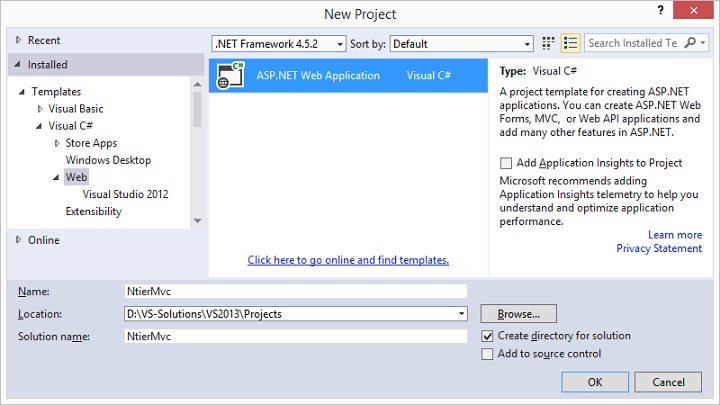 New Project
?
Recent
Installed
Templates
Visual Basic
Visual C#
Store Apps
Windows Desktop
Web
Visual Studio 2012
Extensibility
Online
.NET Framework 4.5.2
Sort by:
Default
Search Installed Te
C#
ASP.NET Web Application
Visual C#
Click here to go online and find templates.
Type: Visual C#
A project template for creating ASP.NET
applications. You can create ASP.NET Web
Forms, MVC, or Web API applications and
add many other features in ASP.NET.
Add Application Insights to Project
Microsoft recommends adding
Application Insights telemetry to help you
understand and optimize application
performance.
Learn more
Privacy Statement
Name:
NtierMvc
Location:
D:\VS-Solutions\VS2013\Projects
Browse...
Solution name:
NtierMvc
Create directory for solution
Add to source control
OK
Cancel